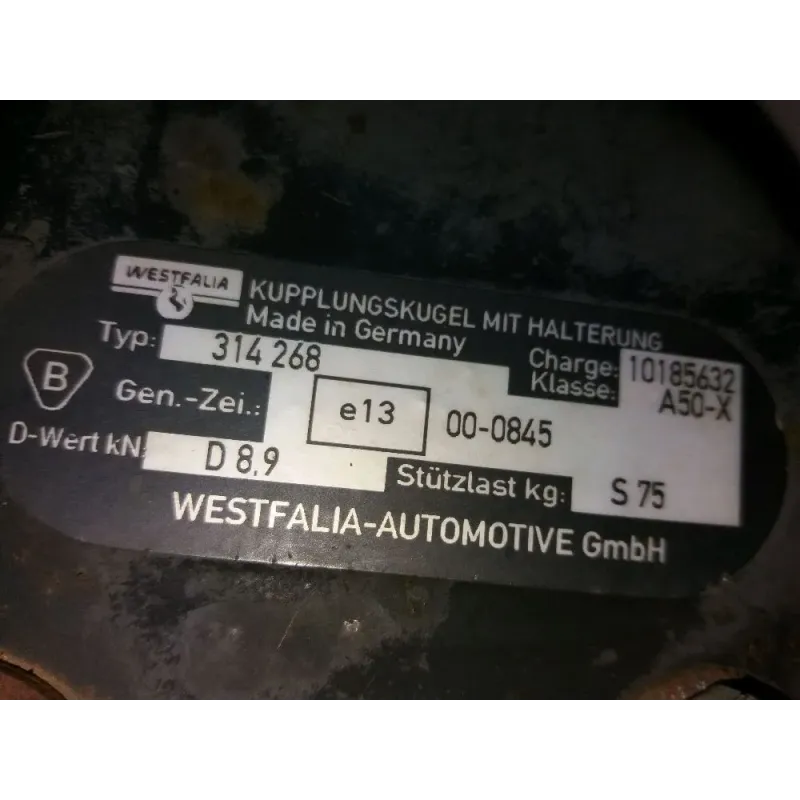 WESTFALIA
KUPPLUNGSKUGEL MIT HALTERUNG
Made in Germany
Typ: 314 268
Charge: 10185632
Klasse: A50-X
B
Gen.-Zei.: e13 00-0845
D-Wert kN: D 8,9
Stützlast kg: S 75
WESTFALIA-AUTOMOTIVE GmbH